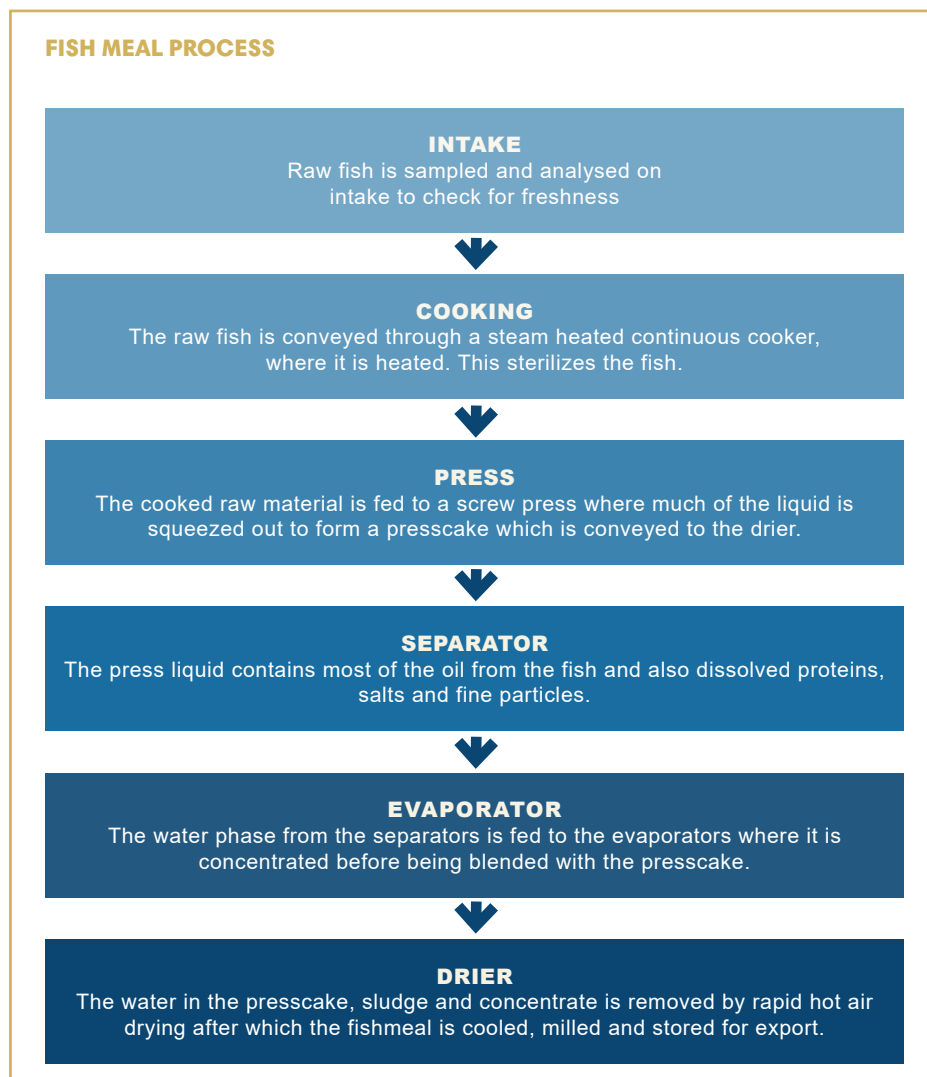 FISH MEAL PROCESS
INTAKE
Raw fish is sampled and analysed on
intake to check for freshness
COOKING
The raw fish is conveyed through a steam heated continuous cooker,
where it is heated. This sterilizes the fish.
PRESS
The cooked raw material is fed to a screw press where much of the liquid is
squeezed out to form a presscake which is conveyed to the drier.
SEPARATOR
The press liquid contains most of the oil from the fish and also dissolved proteins,
salts and fine particles.
EVAPORATOR
The water phase from the separators is fed to the evaporators where it is
concentrated before being blended with the presscake.
DRIER
The water in the presscake, sludge and concentrate is removed by rapid hot air
drying after which the fishmeal is cooled, milled and stored for export.